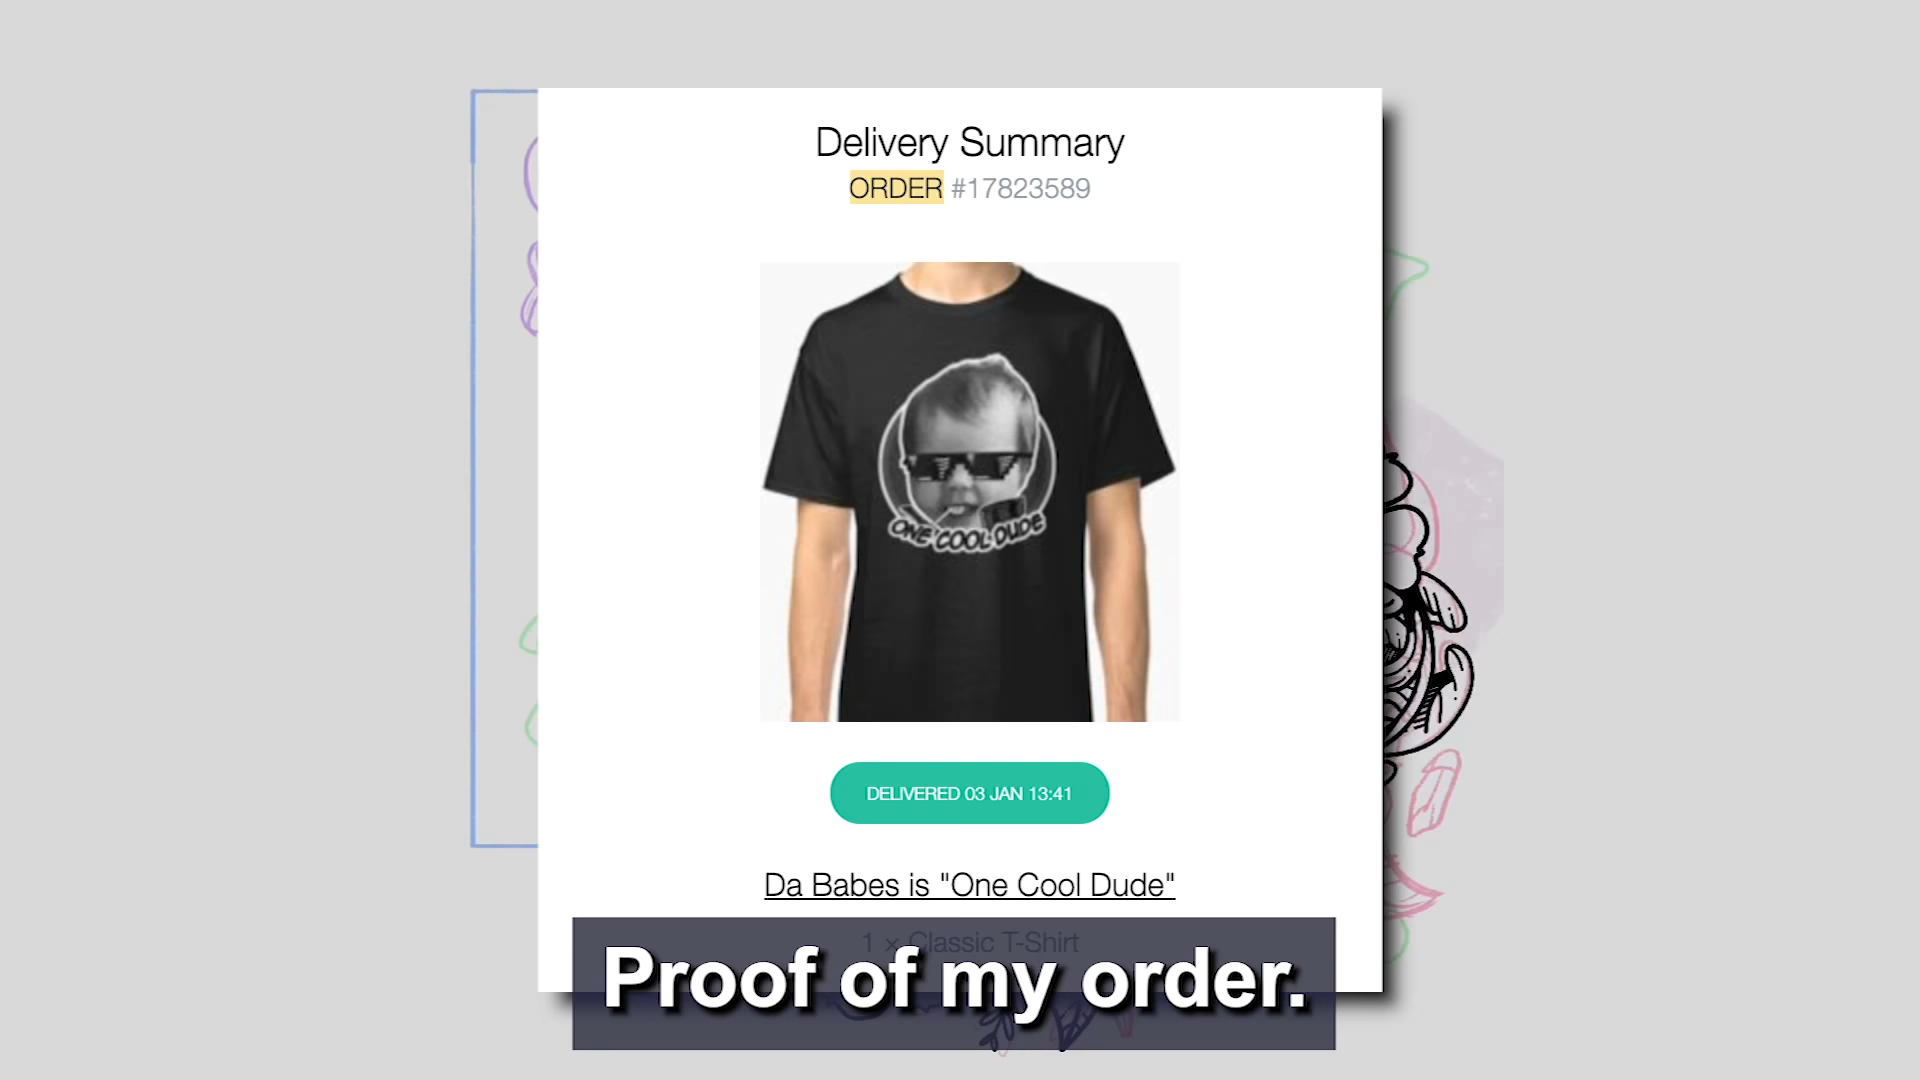 Delivery Summary
ORDER #17823589
ONE COOL DUDE
DELIVERED 03 JAN 13:41
Da Babes is "One Cool Dude"
1 × Classic T-Shirt
Proof of my order.